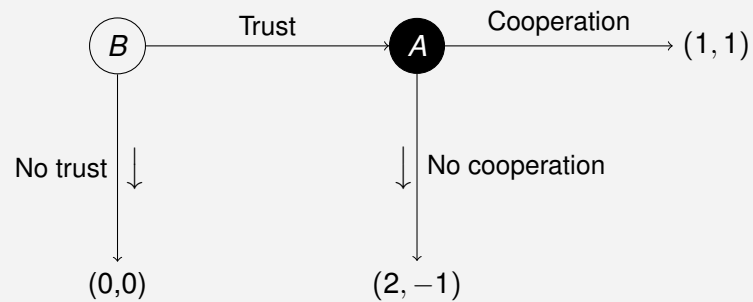 Trust
Cooperation
B
A
(1, 1)
No trust
No cooperation
(0,0)
(2, −1)